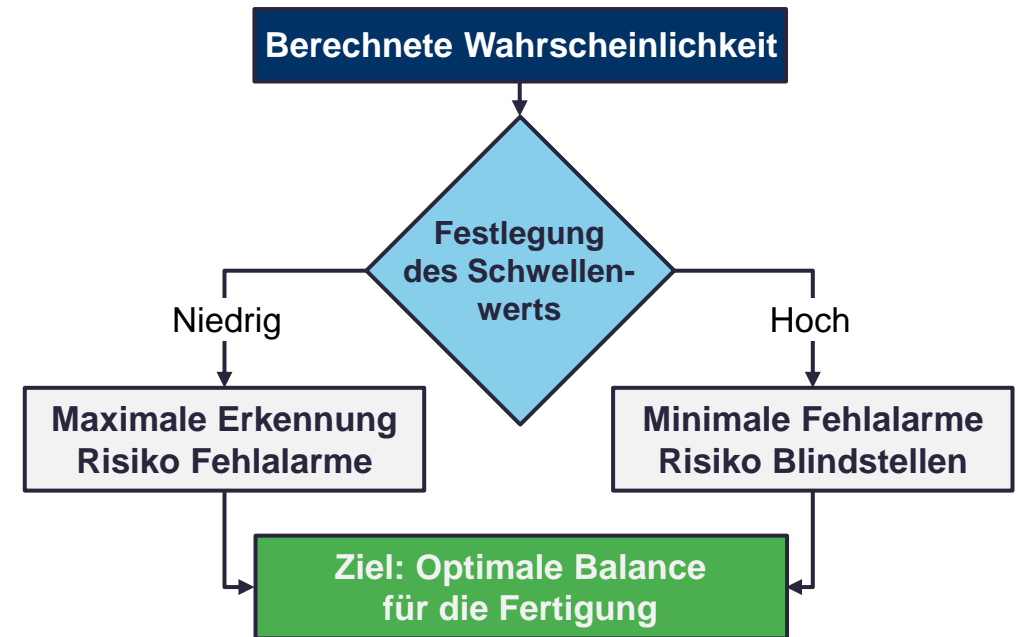 Berechnete Wahrscheinlichkeit
Festlegung
des Schwellen-
werts
Niedrig
Hoch
Maximale Erkennung
Risiko Fehlalarme
Minimale Fehlalarme
Risiko Blindstellen
Ziel: Optimale Balance
für die Fertigung